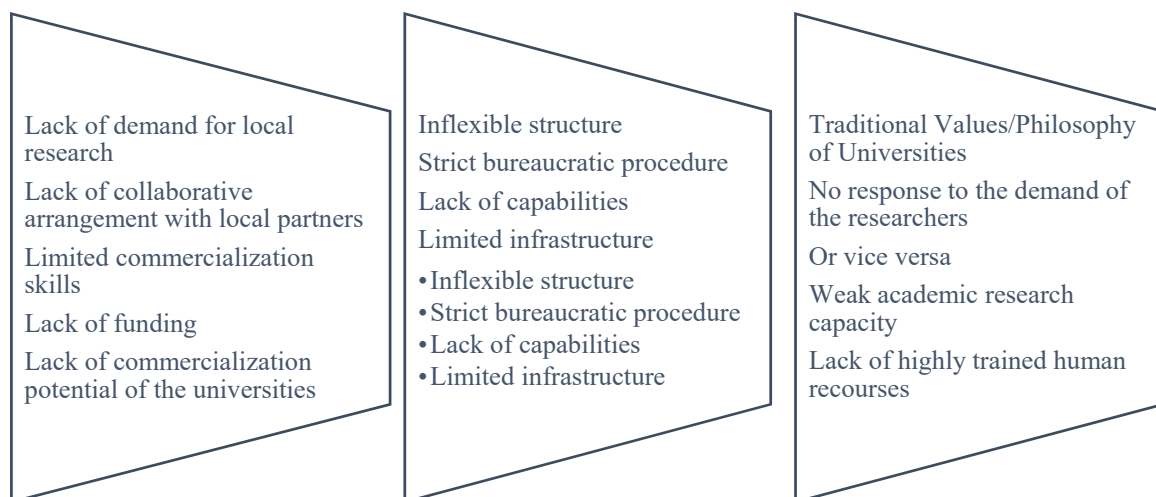 Lack of demand for local
research
Lack of collaborative
arrangement with local partners
Limited commercialization
skills
Lack of funding
Lack of commercialization
potential of the universities
Inflexible structure
Strict bureaucratic procedure
Lack of capabilities
Limited infrastructure
•Inflexible structure
•Strict bureaucratic procedure
•Lack of capabilities
•Limited infrastructure
Traditional Values/Philosophy
of Universities
No response to the demand of
the researchers
Or vice versa
Weak academic research
capacity
Lack of highly trained human
recourses